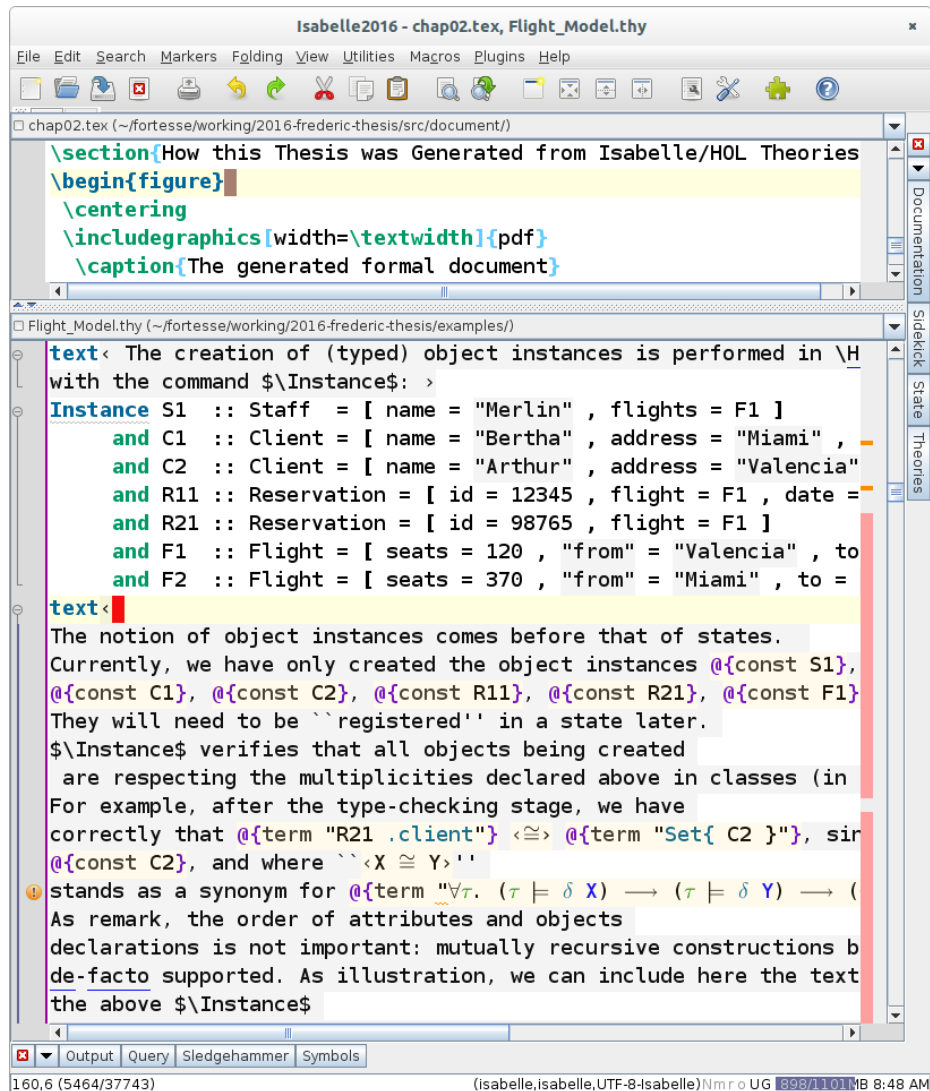 Isabelle2016 - chap02.tex, Flight_Model.thy
File Edit Search Markers Folding View Utilities Macros Plugins Help
chap02.tex (~/fortesse/working/2016-frederic-thesis/src/document/)
\section{How this Thesis was Generated from Isabelle/HOL Theories
\begin{figure}
\centering
\includegraphics[width=\textwidth]{pdf}
\caption{The generated formal document}
Flight_Model.thy (~/fortesse/working/2016-frederic-thesis/examples/)
text‹ The creation of (typed) object instances is performed in \H
with the command $\Instance$: ›
Instance S1 :: Staff = [ name = "Merlin" , flights = F1 ]
and C1 :: Client = [ name = "Bertha" , address = "Miami" ,
and C2 :: Client = [ name = "Arthur" , address = "Valencia"
and R11 :: Reservation = [ id = 12345 , flight = F1 , date =
and R21 :: Reservation = [ id = 98765 , flight = F1 ]
and F1 :: Flight = [ seats = 120 , "from" = "Valencia" , to
and F2 :: Flight = [ seats = 370 , "from" = "Miami" , to =
text‹
The notion of object instances comes before that of states.
Currently, we have only created the object instances @{const S1},
@{const C1}, @{const C2}, @{const R11}, @{const R21}, @{const F1}
They will need to be ``registered'' in a state later.
$\Instance$ verifies that all objects being created
are respecting the multiplicities declared above in classes (in
For example, after the type-checking stage, we have
correctly that @{term "R21 .client"} ‹≅› @{term "Set{ C2 }"}, sin
@{const C2}, and where ``‹X ≅ Y›''
stands as a synonym for @{term "∀τ. (τ ⊨ δ X) ⟶ (τ ⊨ δ Y) ⟶ (
As remark, the order of attributes and objects
declarations is not important: mutually recursive constructions b
de-facto supported. As illustration, we can include here the text
the above $\Instance$
Documentation
Sidekick
State
Theories
Output Query Sledgehammer Symbols
160,6 (5464/37743) (isabelle,isabelle,UTF-8-Isabelle)NmroUG 898/1101MB 8:48 AM